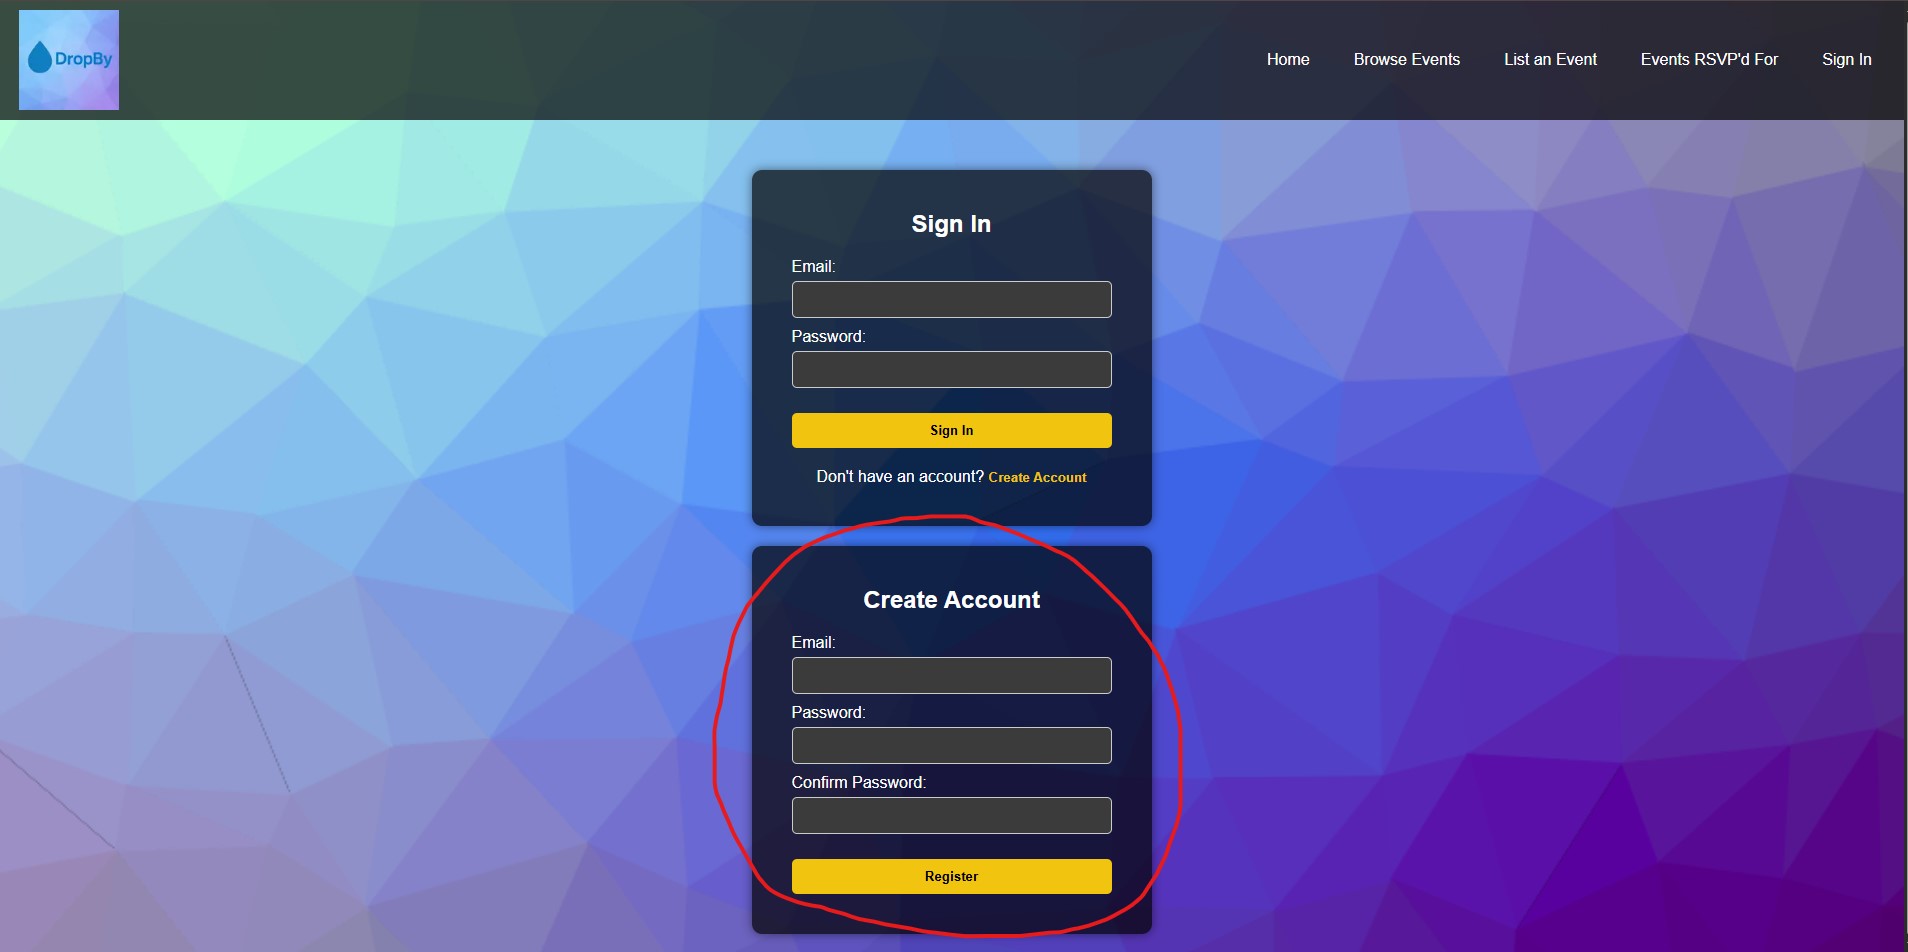 DropBy
Home Browse Events List an Event Events RSVP'd For Sign In
Sign In
Email:
Password:
Sign In
Don't have an account? Create Account
Create Account
Email:
Password:
Confirm Password:
Register